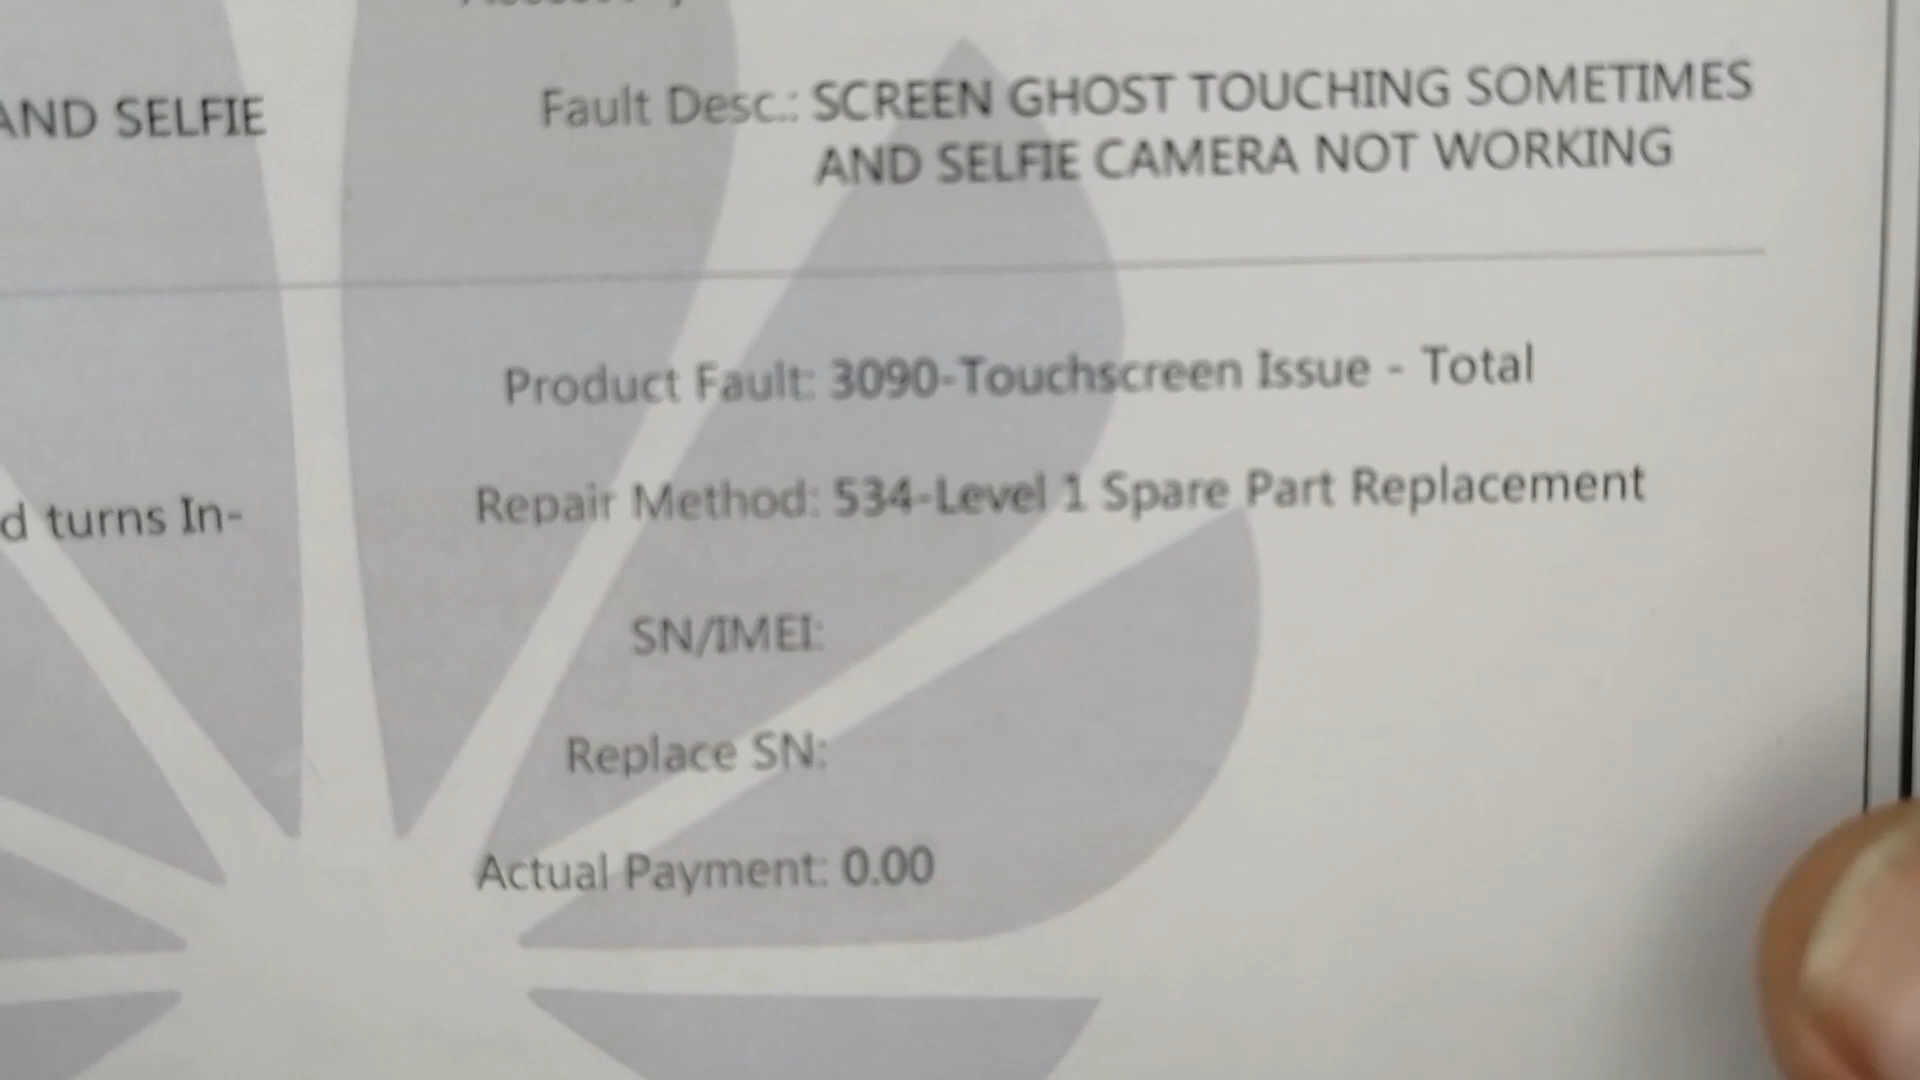 AND SELFIE
Fault Desc.: SCREEN GHOST TOUCHING SOMETIMES
AND SELFIE CAMERA NOT WORKING
Product Fault: 3090-Touchscreen Issue - Total
d turns In-
Repair Method: 534-Level 1 Spare Part Replacement
SN/IMEI:
Replace SN:
Actual Payment: 0.00